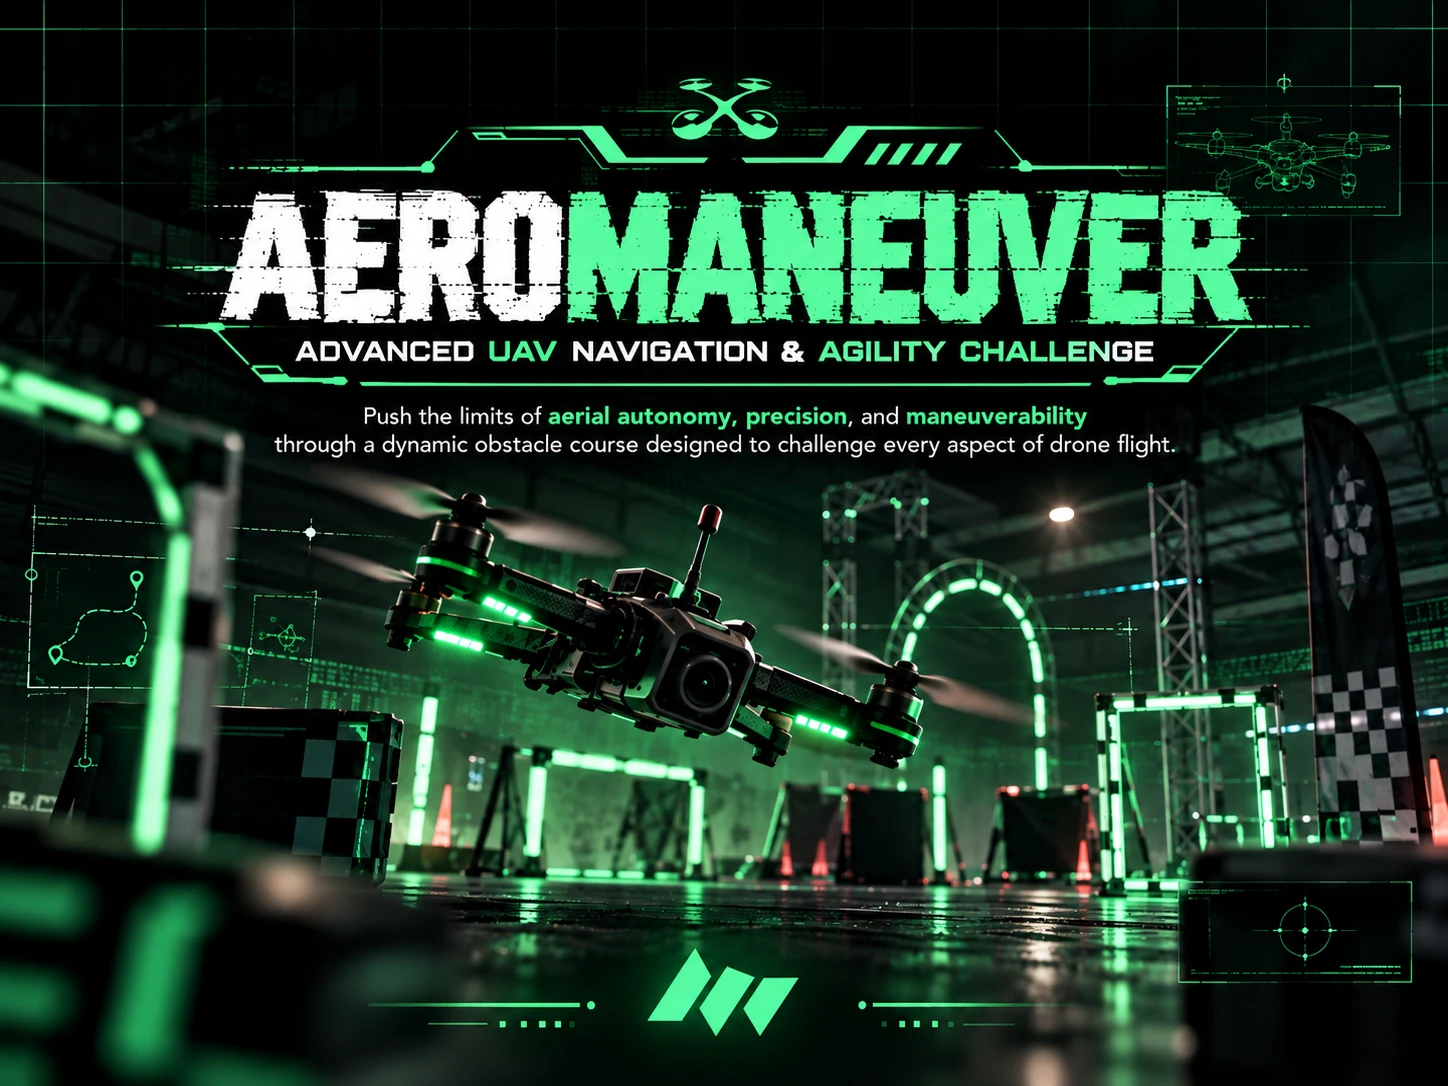 AEROMANEUVER
ADVANCED UAV NAVIGATION & AGILITY CHALLENGE
Push the limits of aerial autonomy, precision, and maneuverability
through a dynamic obstacle course designed to challenge every aspect of drone flight.